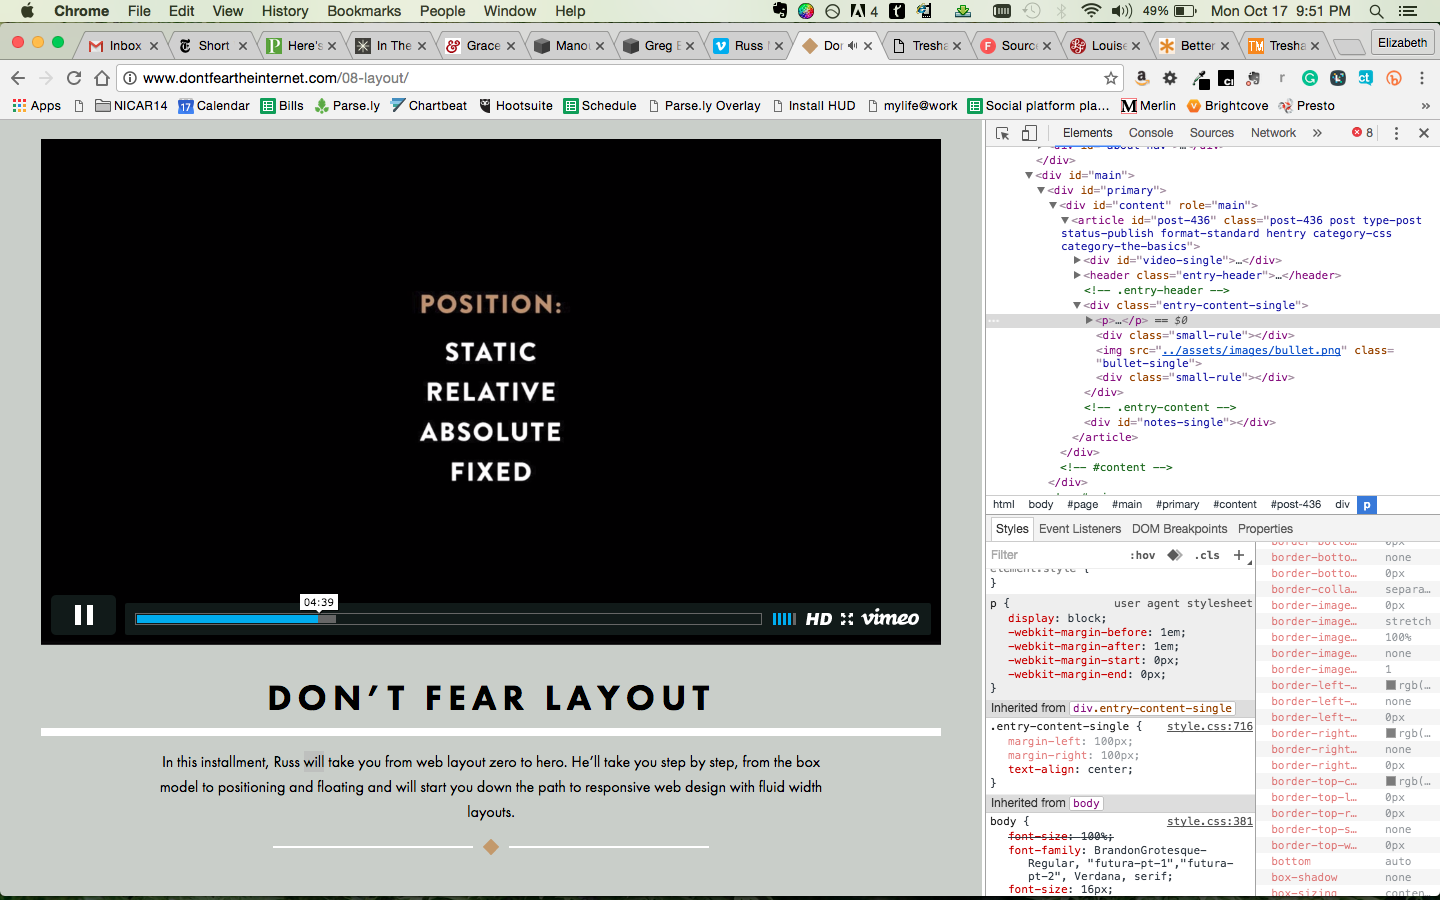 Chrome File Edit View History Bookmarks People Window Help 4 49% Mon Oct 17 9:51 PM
Inbox Short Here's In The Grace Manou Greg E Russ Don Tresha Source Louise Better Tresha Elizabeth
www.dontfeartheinternet.com/08-layout/
Apps NICAR14 Calendar Bills Parse.ly Chartbeat Hootsuite Schedule Parse.ly Overlay Install HUD mylife@work Social platform pla... Merlin Brightcove Presto »
POSITION:
STATIC
RELATIVE
ABSOLUTE
FIXED
04:39
HD vimeo
DON'T FEAR LAYOUT
In this installment, Russ will take you from web layout zero to hero. He'll take you step by step, from the box
model to positioning and floating and will start you down the path to responsive web design with fluid width
layouts.
Elements Console Sources Network » 8
</div>
<div id="main">
<div id="primary">
<div id="content" role="main">
<article id="post-436" class="post-436 post type-post
status-publish format-standard hentry category-css
category-the-basics">
<div id="video-single">…</div>
<header class="entry-header">…</header>
<!-- .entry-header -->
<div class="entry-content-single">
<p>…</p> == $0
<div class="small-rule"></div>
<img src="../assets/images/bullet.png" class=
"bullet-single">
<div class="small-rule"></div>
</div>
<!-- .entry-content -->
<div id="notes-single"></div>
</article>
</div>
<!-- #content -->
</div>
html body #page #main #primary #content #post-436 div p
Styles Event Listeners DOM Breakpoints Properties
Filter :hov .cls +
element.style {
}
p { user agent stylesheet
display: block;
-webkit-margin-before: 1em;
-webkit-margin-after: 1em;
-webkit-margin-start: 0px;
-webkit-margin-end: 0px;
}
Inherited from div.entry-content-single
.entry-content-single { style.css:716
margin-left: 100px;
margin-right: 100px;
text-align: center;
}
Inherited from body
body { style.css:381
font-size: 100%;
font-family: BrandonGrotesque-
Regular, "futura-pt-1","futura-
pt-2", Verdana, serif;
font-size: 16px;
border-botto… 0px
border-botto… none
border-botto… 0px
border-colla… separa…
border-image… 0px
border-image… stretch
border-image… 100%
border-image… none
border-image… 1
border-left-… rgb(…
border-left-… none
border-left-… 0px
border-right… rgb(…
border-right… none
border-right… 0px
border-top-c… rgb(…
border-top-l… 0px
border-top-r… 0px
border-top-s… none
border-top-w… 0px
bottom auto
box-shadow none
box-sizing conten…